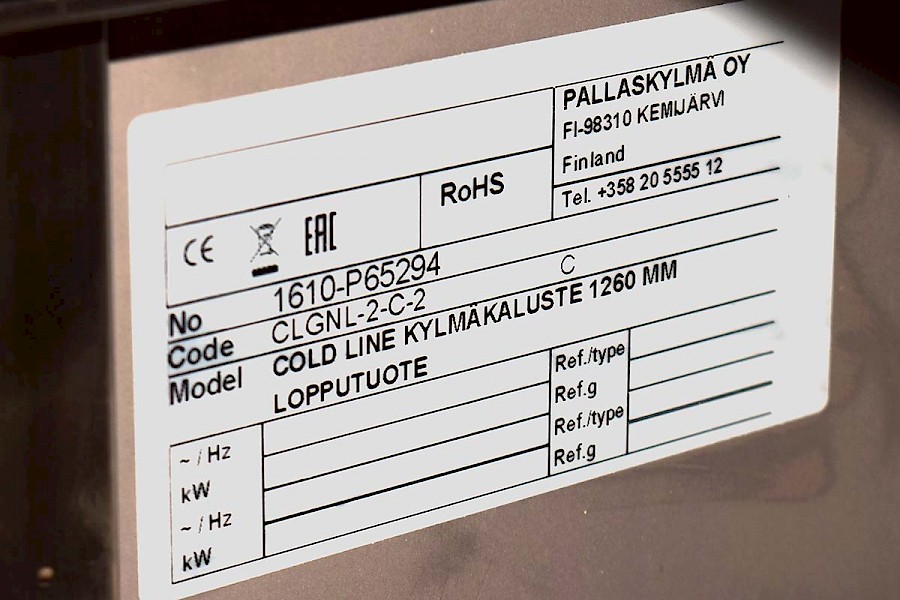 PALLASKYLMÄ OY
FI-98310 KEMIJÄRVI
Finland
Tel. +358 20 5555 12
CE EAC RoHS
No 1610-P65294
Code CLGNL-2-C-2 C
Model COLD LINE KYLMÄKALUSTE 1260 MM
LOPPUTUOTE
~ / Hz Ref./type
kW Ref.g
~ / Hz Ref./type
kW Ref.g